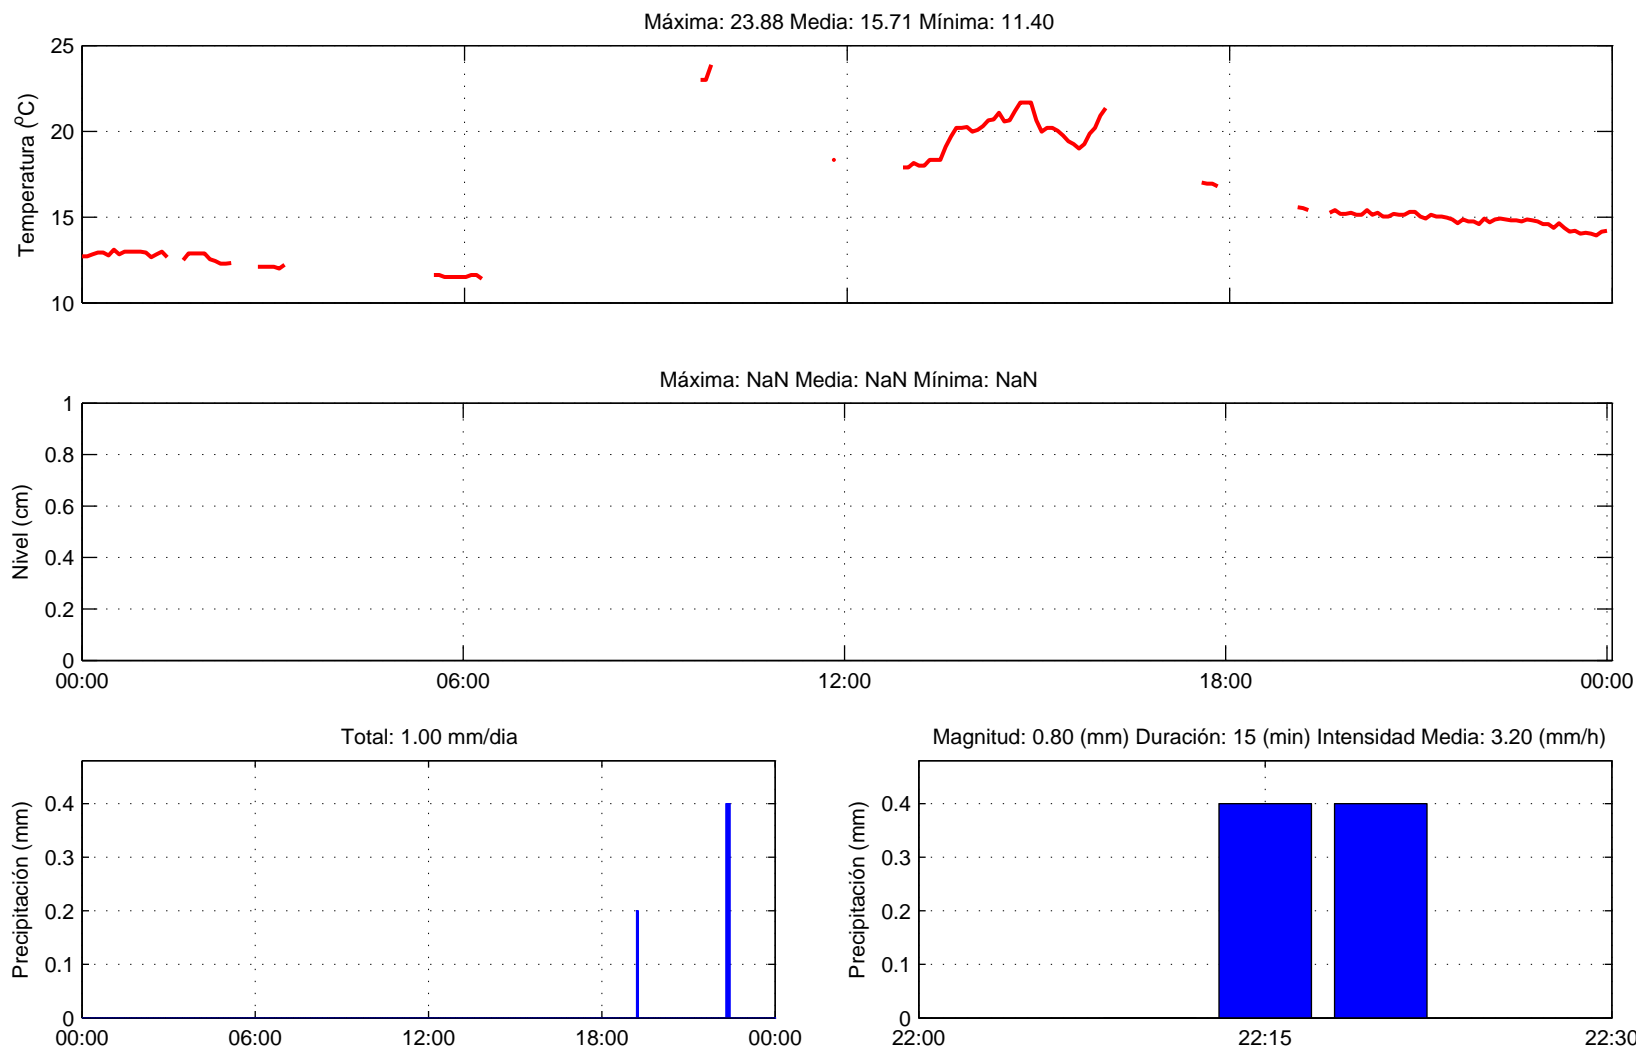 Máxima: 23.88 Media: 15.71 Mínima: 11.40
25
20
15
10
Temperatura (ºC)
Máxima: NaN Media: NaN Mínima: NaN
1
0.8
0.6
0.4
0.2
0
Nivel (cm)
00:00 06:00 12:00 18:00 00:00
Total: 1.00 mm/dia
0.4
0.3
0.2
0.1
0
Precipitación (mm)
00:00 06:00 12:00 18:00 00:00
Magnitud: 0.80 (mm) Duración: 15 (min) Intensidad Media: 3.20 (mm/h)
0.4
0.3
0.2
0.1
0
Precipitación (mm)
22:00 22:15 22:30